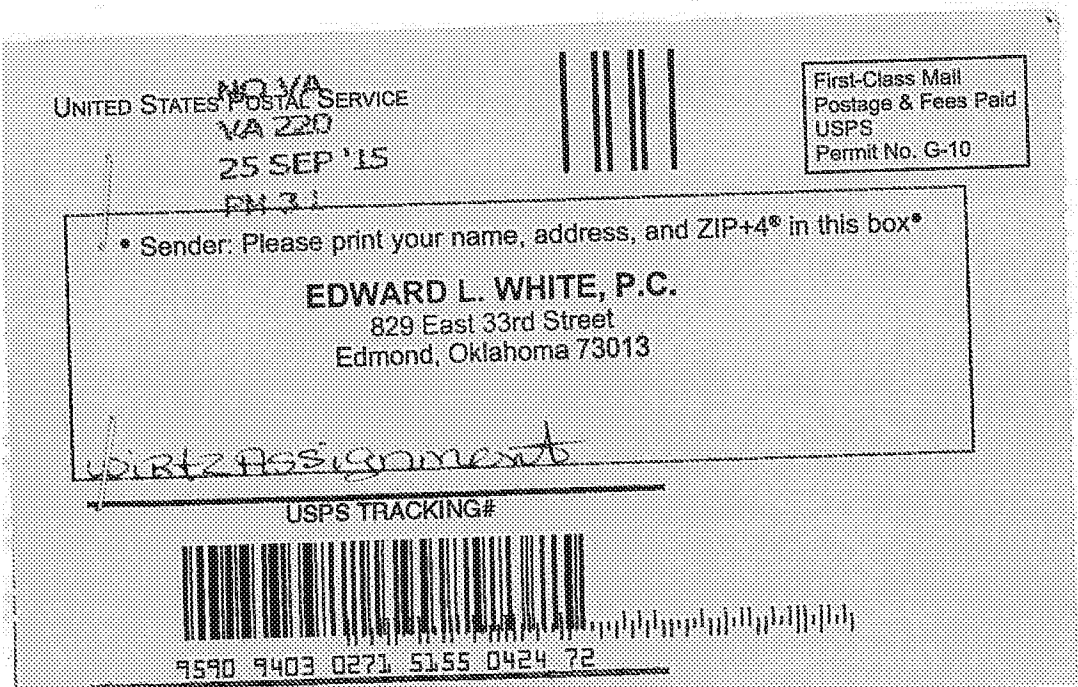 NO VA
UNITED STATES POSTAL SERVICE
VA 220
25 SEP '15
First-Class Mail
Postage & Fees Paid
USPS
Permit No. G-10
• Sender: Please print your name, address, and ZIP+4® in this box•
EDWARD L. WHITE, P.C.
829 East 33rd Street
Edmond, Oklahoma 73013
Wirtz Assignment
USPS TRACKING#
9590 9403 0271 5155 0424 72